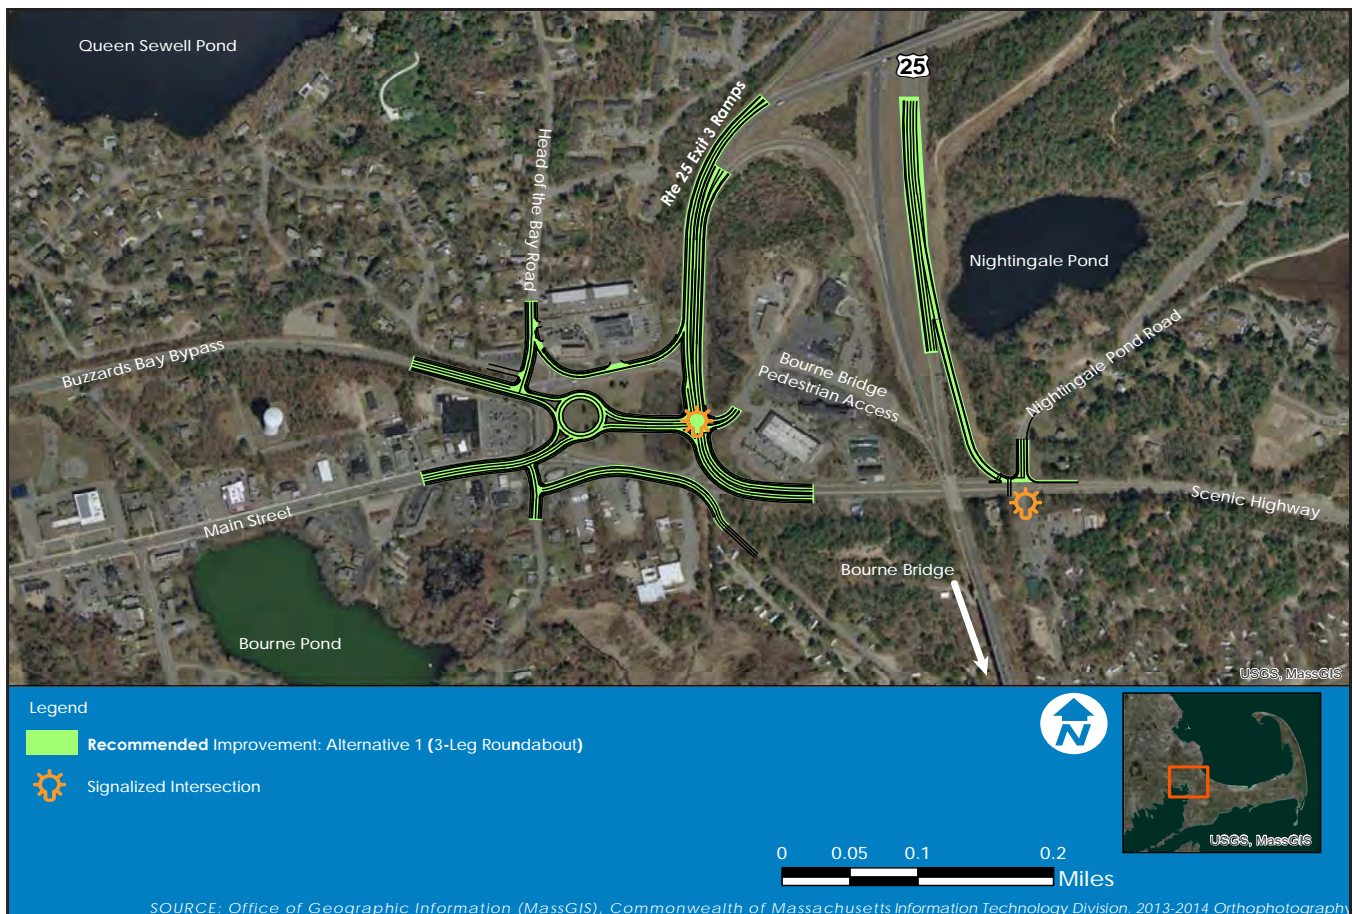 Queen Sewell Pond
25
Rte 25 Exit 3 Ramps
Head of the Bay Road
Nightingale Pond
Buzzards Bay Bypass
Bourne Bridge
Pedestrian Access
Nightingale Pond Road
Scenic Highway
Main Street
Bourne Bridge
Bourne Pond
USGS, MassGIS
Legend
Recommended Improvement: Alternative 1 (3-Leg Roundabout)
Signalized Intersection
N
USGS, MassGIS
0 0.05 0.1 0.2
Miles
SOURCE: Office of Geographic Information (MassGIS), Commonwealth of Massachusetts Information Technology Division, 2013-2014 Orthophotography